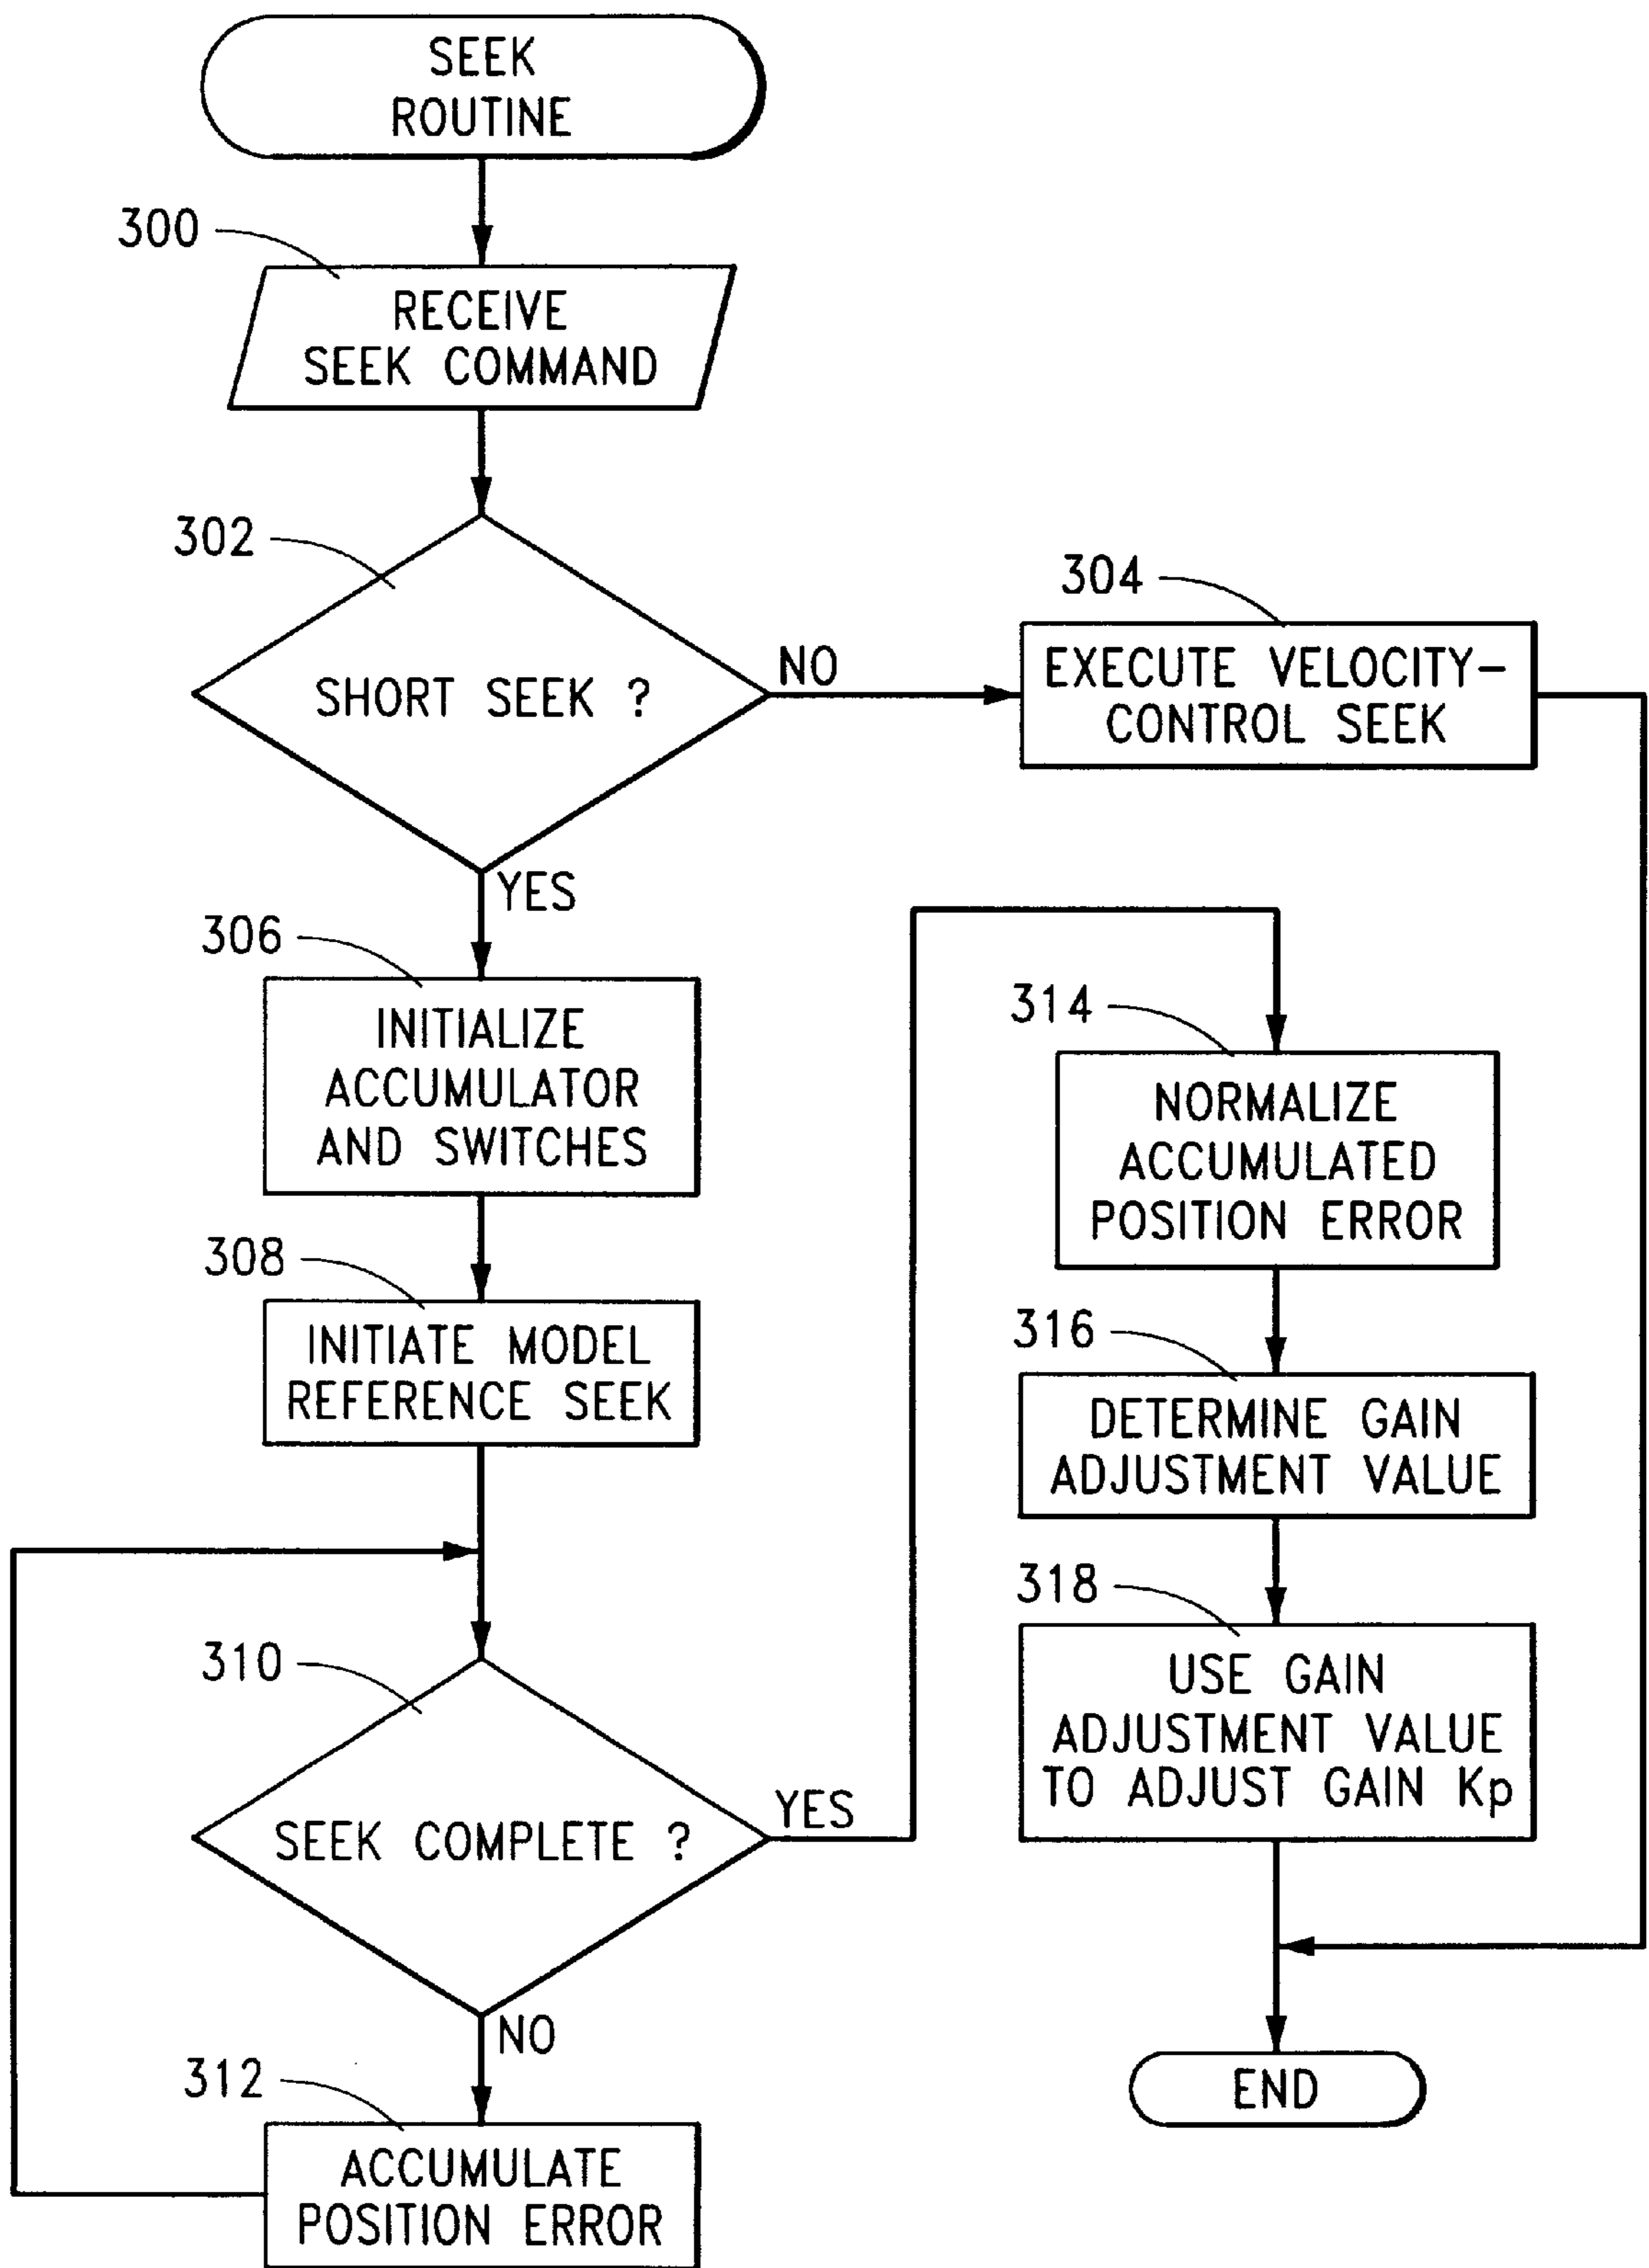 SEEK
ROUTINE
300
RECEIVE
SEEK COMMAND
302
SHORT SEEK ?
NO
304
EXECUTE VELOCITY-
CONTROL SEEK
YES
306
INITIALIZE
ACCUMULATOR
AND SWITCHES
308
INITIATE MODEL
REFERENCE SEEK
310
SEEK COMPLETE ?
YES
NO
312
ACCUMULATE
POSITION ERROR
314
NORMALIZE
ACCUMULATED
POSITION ERROR
316
DETERMINE GAIN
ADJUSTMENT VALUE
318
USE GAIN
ADJUSTMENT VALUE
TO ADJUST GAIN Kp
END